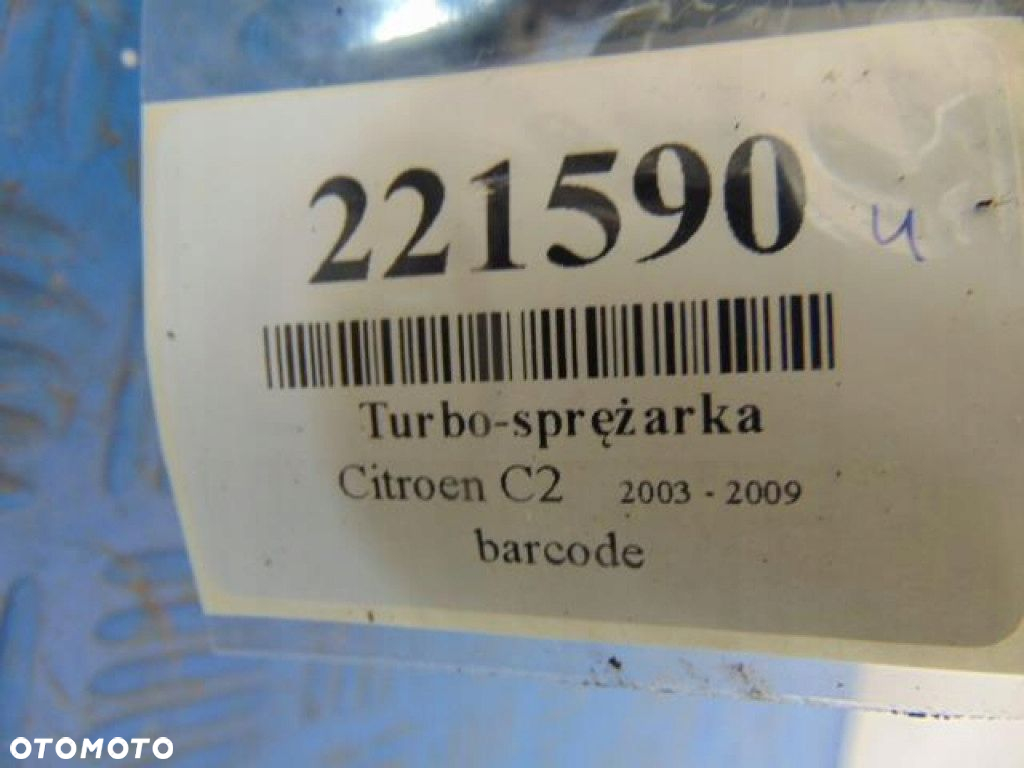 221590
Turbo-sprężarka
Citroen C2 2003 - 2009
barcode
OTOMOTO